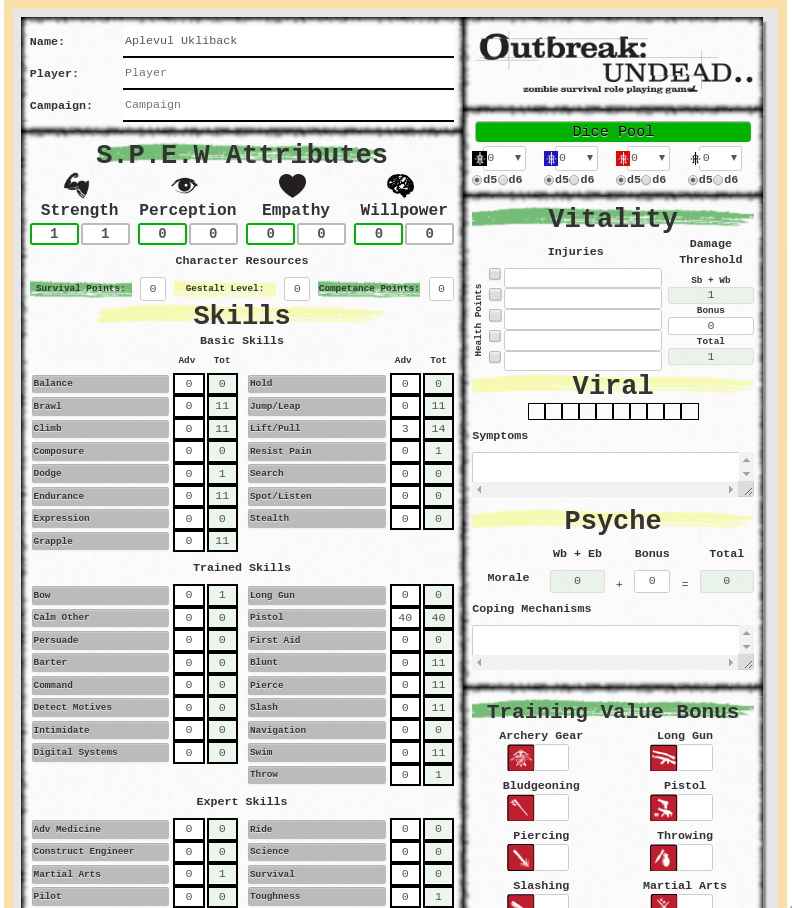 Name: Aplevul Ukliback
Player: Player
Campaign: Campaign
Outbreak:
UNDEAD..
zombie survival role playing game
Dice Pool
0 ▼ 0 ▼ 0 ▼ 0 ▼
d5 d6 d5 d6 d5 d6 d5 d6
S.P.E.W Attributes
Strength Perception Empathy Willpower
1 1 0 0 0 0 0 0
Character Resources
Survival Points: 0 Gestalt Level: 0 Competance Points: 0
Skills
Basic Skills
Adv Tot Adv Tot
Balance 0 0 Hold 0 0
Brawl 0 11 Jump/Leap 0 11
Climb 0 11 Lift/Pull 3 14
Composure 0 0 Resist Pain 0 1
Dodge 0 1 Search 0 0
Endurance 0 11 Spot/Listen 0 0
Expression 0 0 Stealth 0 0
Grapple 0 11
Trained Skills
Bow 0 1 Long Gun 0 0
Calm Other 0 0 Pistol 40 40
Persuade 0 0 First Aid 0 0
Barter 0 0 Blunt 0 11
Command 0 0 Pierce 0 11
Detect Motives 0 0 Slash 0 11
Intimidate 0 0 Navigation 0 0
Digital Systems 0 0 Swim 0 11
Throw 0 1
Expert Skills
Adv Medicine 0 0 Ride 0 0
Construct Engineer 0 0 Science 0 0
Martial Arts 0 1 Survival 0 0
Pilot 0 0 Toughness 0 1
Vitality
Injuries
Damage
Threshold
Health Points
Sb + Wb
1
Bonus
0
Total
1
Viral
Symptoms
Psyche
Wb + Eb Bonus Total
Morale 0 + 0 = 0
Coping Mechanisms
Training Value Bonus
Archery Gear Long Gun
Bludgeoning Pistol
Piercing Throwing
Slashing Martial Arts